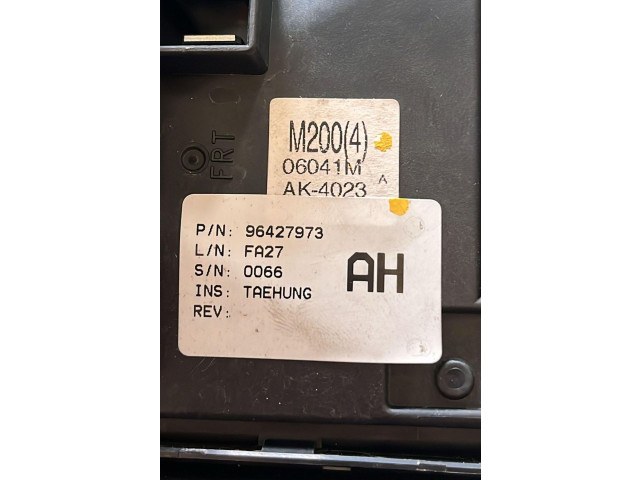 FRT
M200(4)
06041M A
AK-4023
P/N: 96427973
L/N: FA27
S/N: 0066
INS: TAEHUNG
REV:
AH